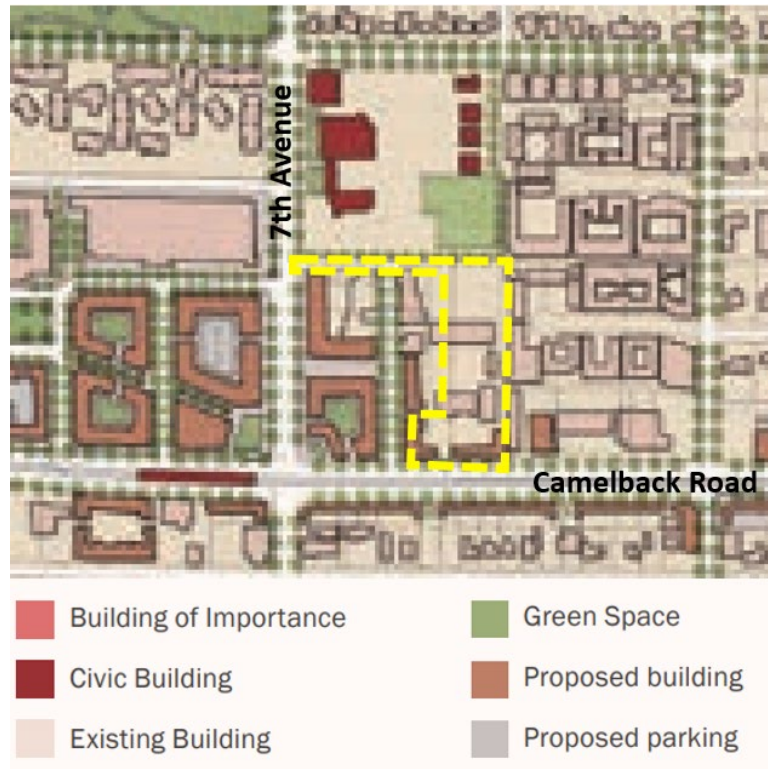 7th Avenue
Camelback Road
Building of Importance
Green Space
Civic Building
Proposed building
Existing Building
Proposed parking